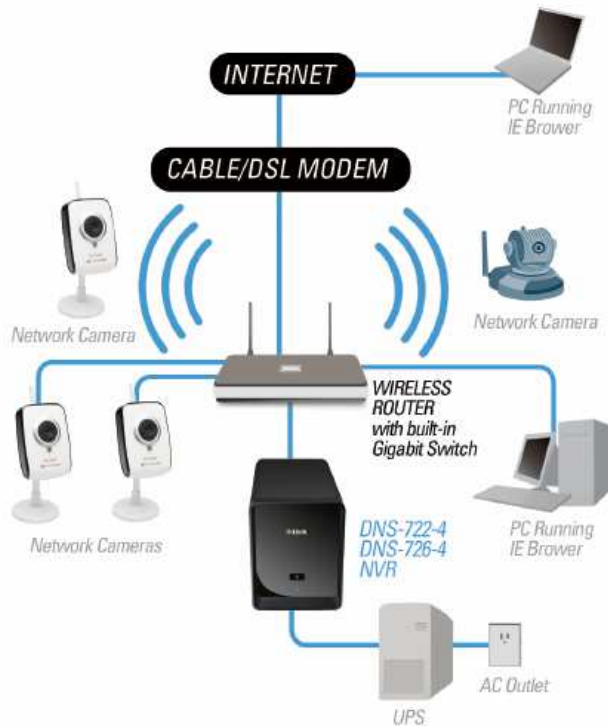 INTERNET
PC Running
IE Brower
CABLE/DSL MODEM
Network Camera
Network Camera
WIRELESS
ROUTER
with built-in
Gigabit Switch
Network Cameras
DNS-722-4
DNS-726-4
NVR
PC Running
IE Brower
D-Link
AC Outlet
UPS